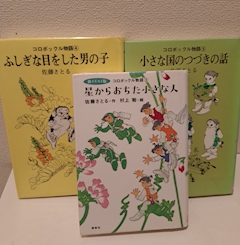 コロボックル物語④
ふしぎな目をした男の子
佐藤さとる
コロボックル物語③
星からおちた小さな人
佐藤さとる・作 村上勉・絵
講談社
コロボックル物語⑤
小さな国のつづきの話
佐藤さとる